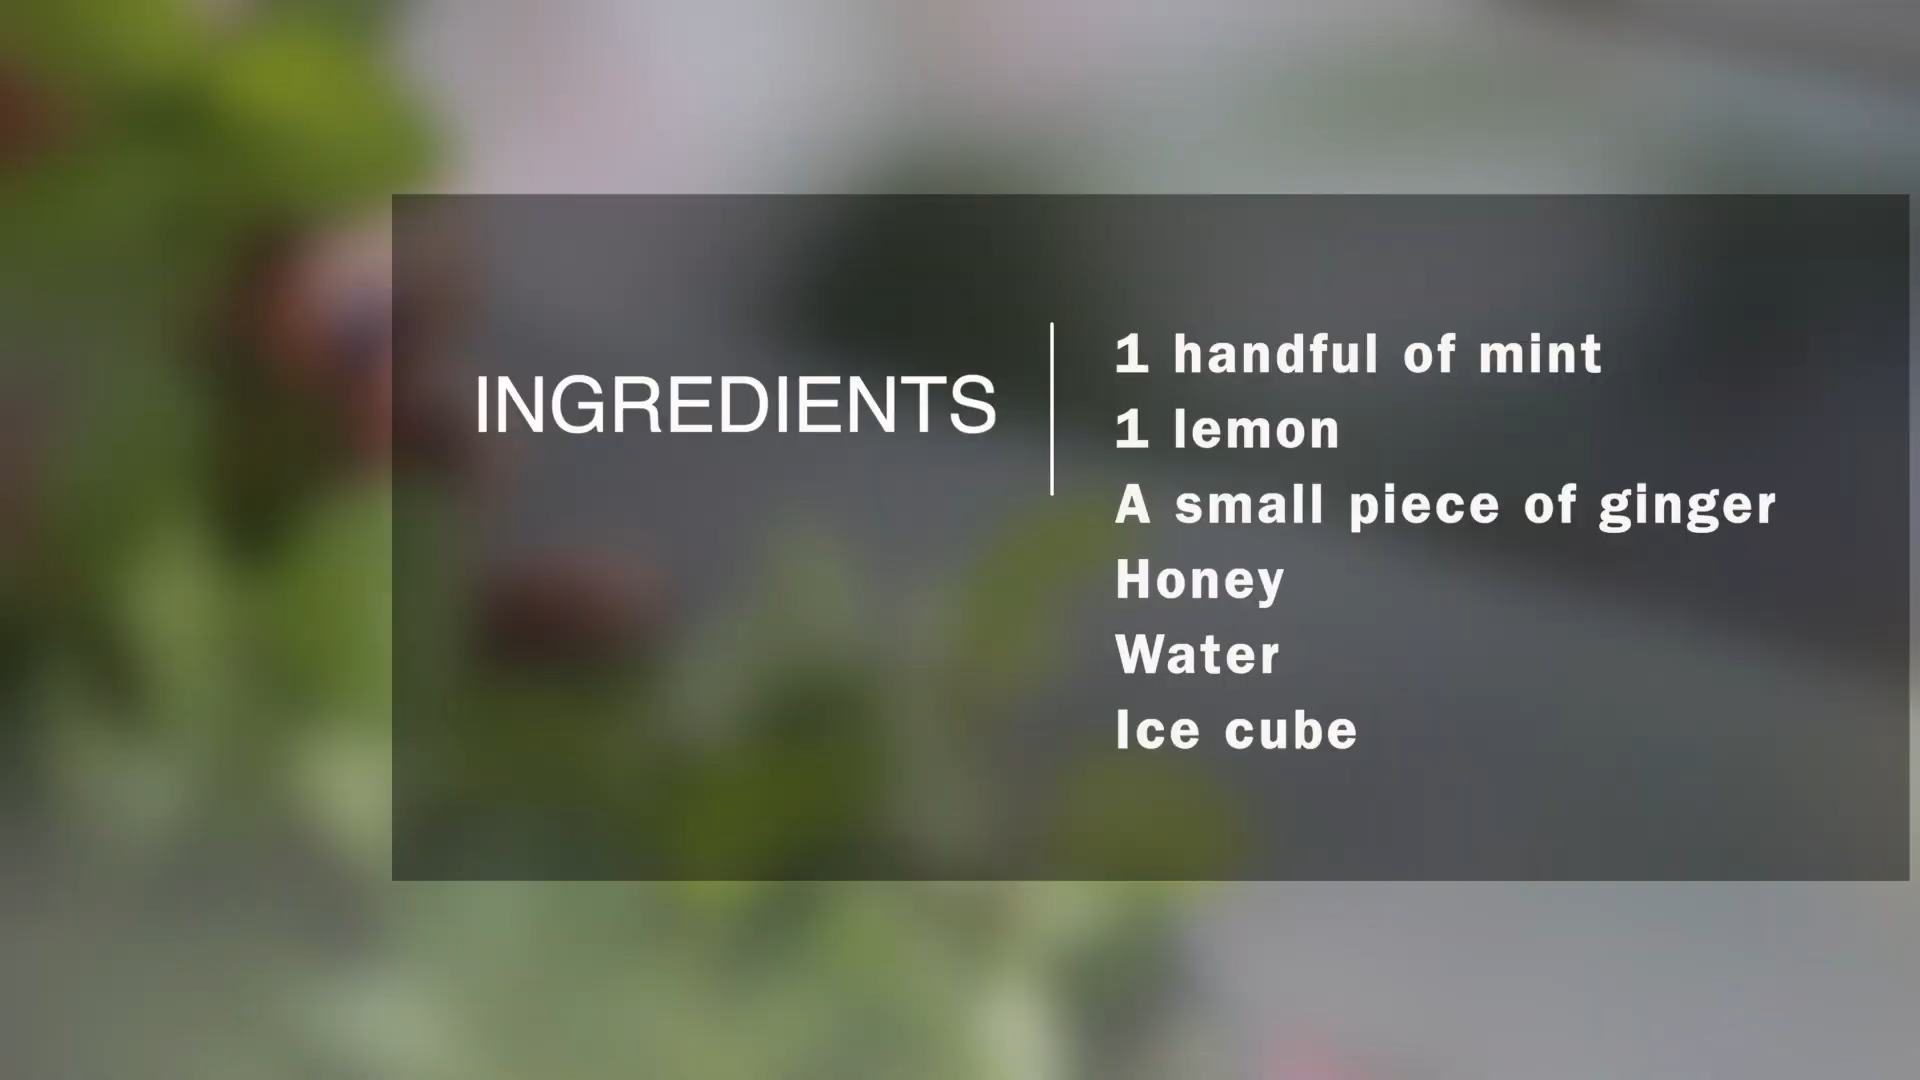 INGREDIENTS
1 handful of mint
1 lemon
A small piece of ginger
Honey
Water
Ice cube